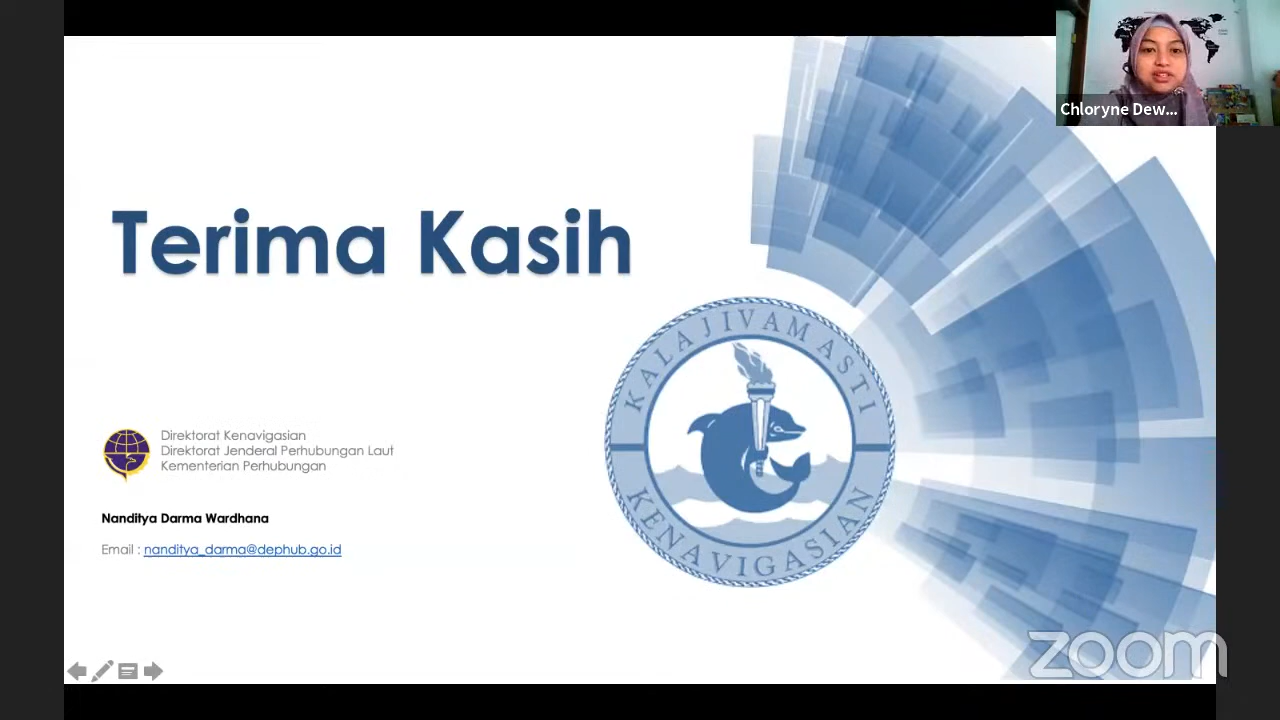 Chloryne Dew...
Terima Kasih
KALA JIVAM ASTI
KENAVIGASIAN
Direktorat Kenavigasian
Direktorat Jenderal Perhubungan Laut
Kementerian Perhubungan
Nanditya Darma Wardhana
Email : nanditya_darma@dephub.go.id
zoom